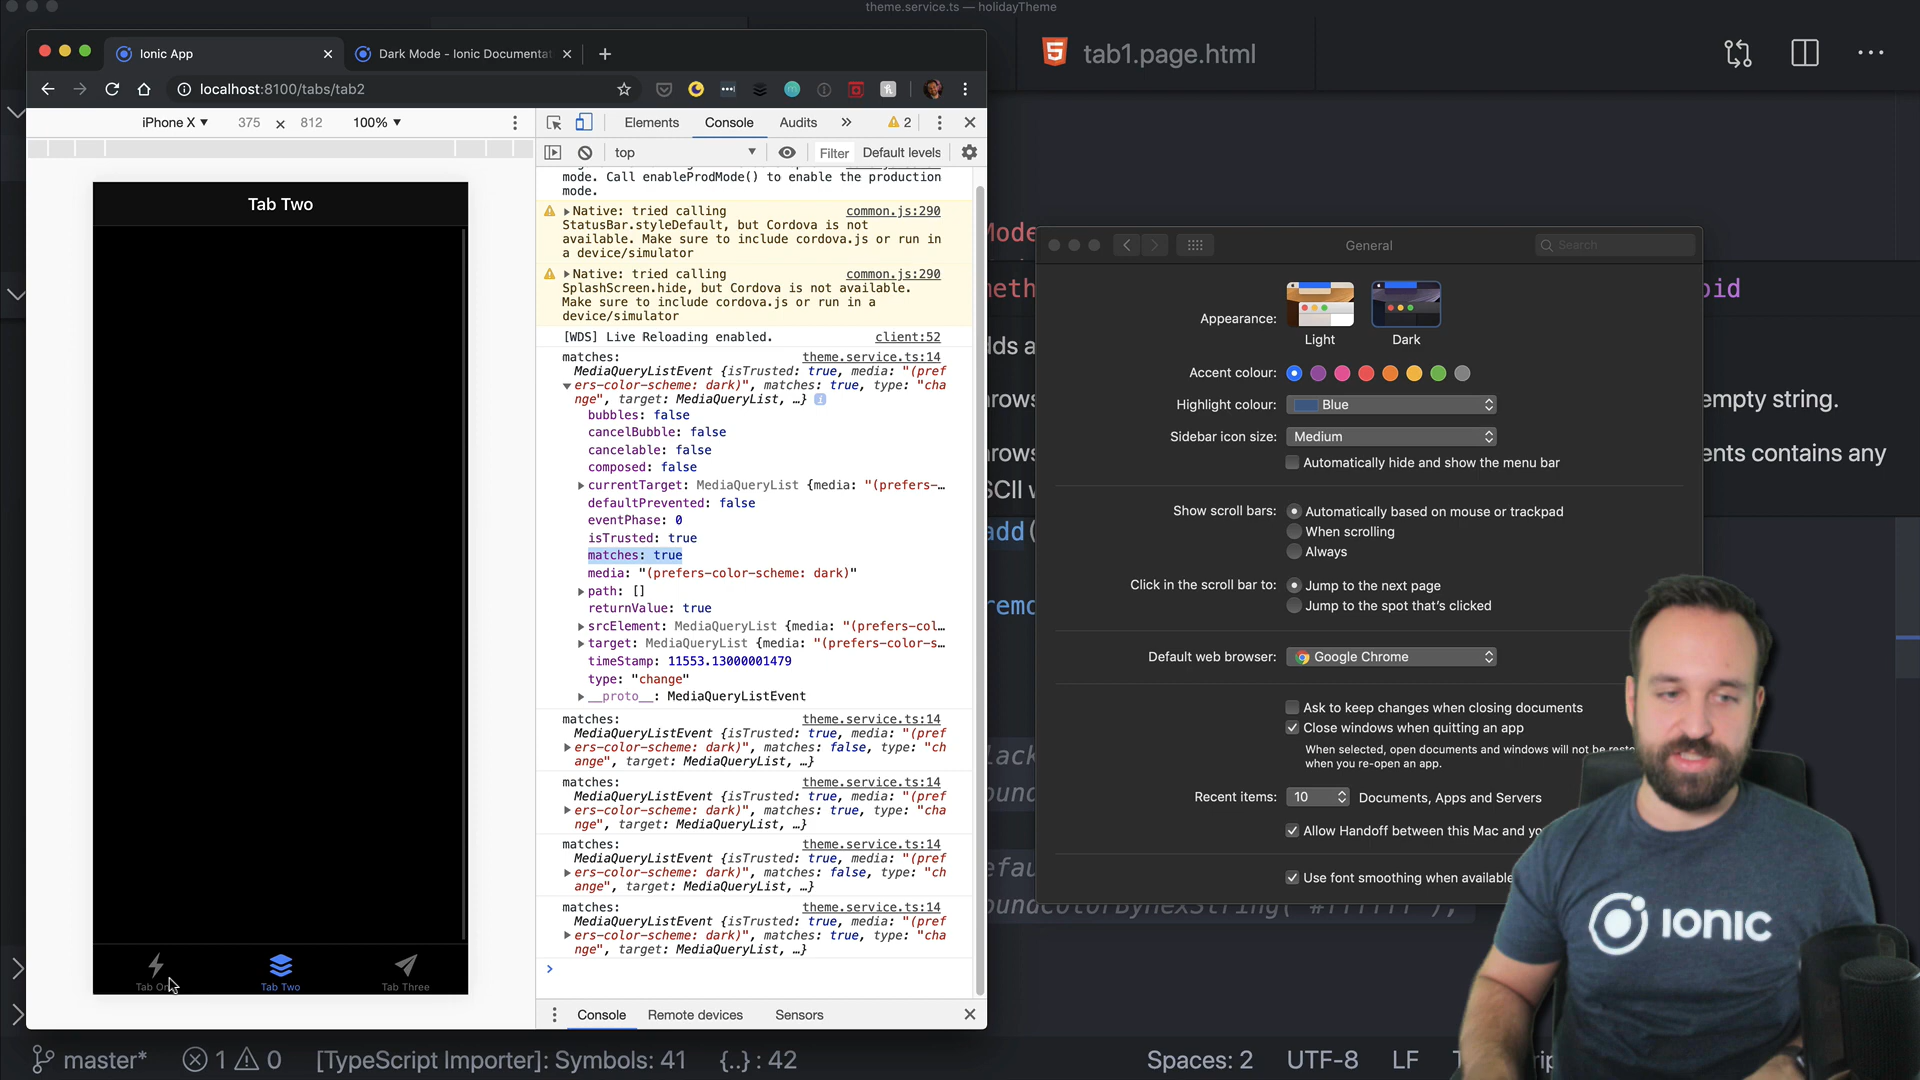 theme.service.ts — holidayTheme
Ionic App
Dark Mode - Ionic Documentat
tab1.page.html
localhost:8100/tabs/tab2
iPhone X ▾ 375 × 812 100% ▾
Elements Console Audits » 2
top Filter Default levels
mode. Call enableProdMode() to enable the production
mode.
Native: tried calling common.js:290
StatusBar.styleDefault, but Cordova is not
available. Make sure to include cordova.js or run in
a device/simulator
Native: tried calling common.js:290
SplashScreen.hide, but Cordova is not available.
Make sure to include cordova.js or run in a
device/simulator
[WDS] Live Reloading enabled. client:52
matches: theme.service.ts:14
MediaQueryListEvent {isTrusted: true, media: "(pref
ers-color-scheme: dark)", matches: true, type: "cha
nge", target: MediaQueryList, …}
bubbles: false
cancelBubble: false
cancelable: false
composed: false
currentTarget: MediaQueryList {media: "(prefers-…
defaultPrevented: false
eventPhase: 0
isTrusted: true
matches: true
media: "(prefers-color-scheme: dark)"
path: []
returnValue: true
srcElement: MediaQueryList {media: "(prefers-col…
target: MediaQueryList {media: "(prefers-color-s…
timeStamp: 11553.13000001479
type: "change"
__proto__: MediaQueryListEvent
matches: theme.service.ts:14
MediaQueryListEvent {isTrusted: true, media: "(pref
ers-color-scheme: dark)", matches: false, type: "ch
ange", target: MediaQueryList, …}
matches: theme.service.ts:14
MediaQueryListEvent {isTrusted: true, media: "(pref
ers-color-scheme: dark)", matches: true, type: "cha
nge", target: MediaQueryList, …}
matches: theme.service.ts:14
MediaQueryListEvent {isTrusted: true, media: "(pref
ers-color-scheme: dark)", matches: false, type: "ch
ange", target: MediaQueryList, …}
matches: theme.service.ts:14
MediaQueryListEvent {isTrusted: true, media: "(pref
ers-color-scheme: dark)", matches: true, type: "cha
nge", target: MediaQueryList, …}
Console Remote devices Sensors
Tab Two
Tab Two
Tab Three
Mode
meth
oid
dds a
rows
empty string.
rows
ents contains any
SCII
add(
remo
General
Search
Appearance:
Light Dark
Accent colour:
Highlight colour: Blue
Sidebar icon size: Medium
Automatically hide and show the menu bar
Show scroll bars: Automatically based on mouse or trackpad
When scrolling
Always
Click in the scroll bar to: Jump to the next page
Jump to the spot that's clicked
Default web browser: Google Chrome
Ask to keep changes when closing documents
Close windows when quitting an app
When selected, open documents and windows will not be resto
when you re-open an app.
Recent items: 10 Documents, Apps and Servers
Allow Handoff between this Mac and yo
Use font smoothing when available
lack
ound
efau
oundColorByHexString('#ffffff');
ionic
master* 1 0 [TypeScript Importer]: Symbols: 41 {..} : 42
Spaces: 2 UTF-8 LF